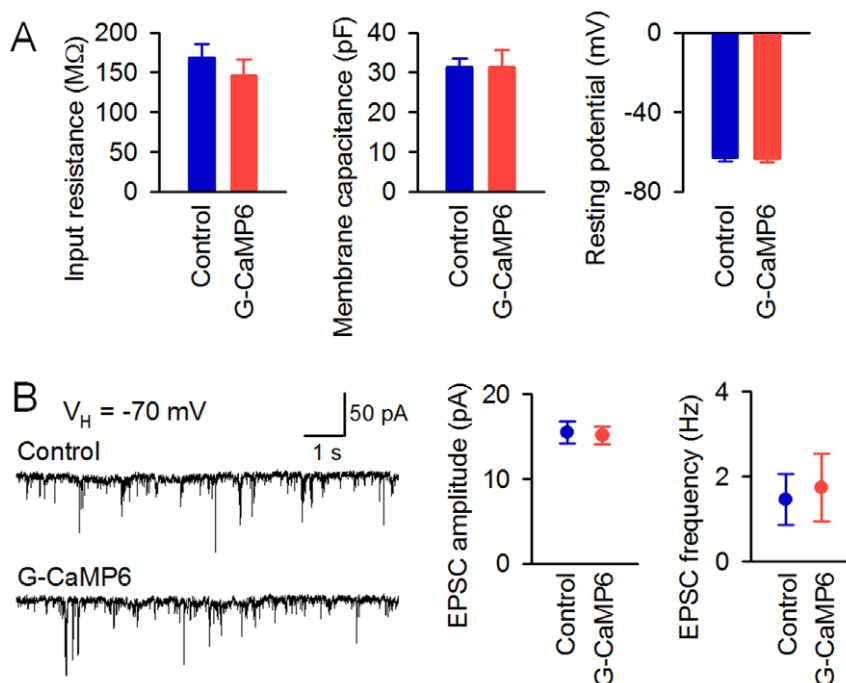 A
Input resistance (MΩ)
200
150
100
50
0
Control
G-CaMP6
Membrane capacitance (pF)
40
30
20
10
0
Control
G-CaMP6
Resting potential (mV)
0
-40
-80
Control
G-CaMP6
B
V_H = -70 mV
50 pA
1 s
Control
G-CaMP6
EPSC amplitude (pA)
20
10
0
Control
G-CaMP6
EPSC frequency (Hz)
4
2
0
Control
G-CaMP6